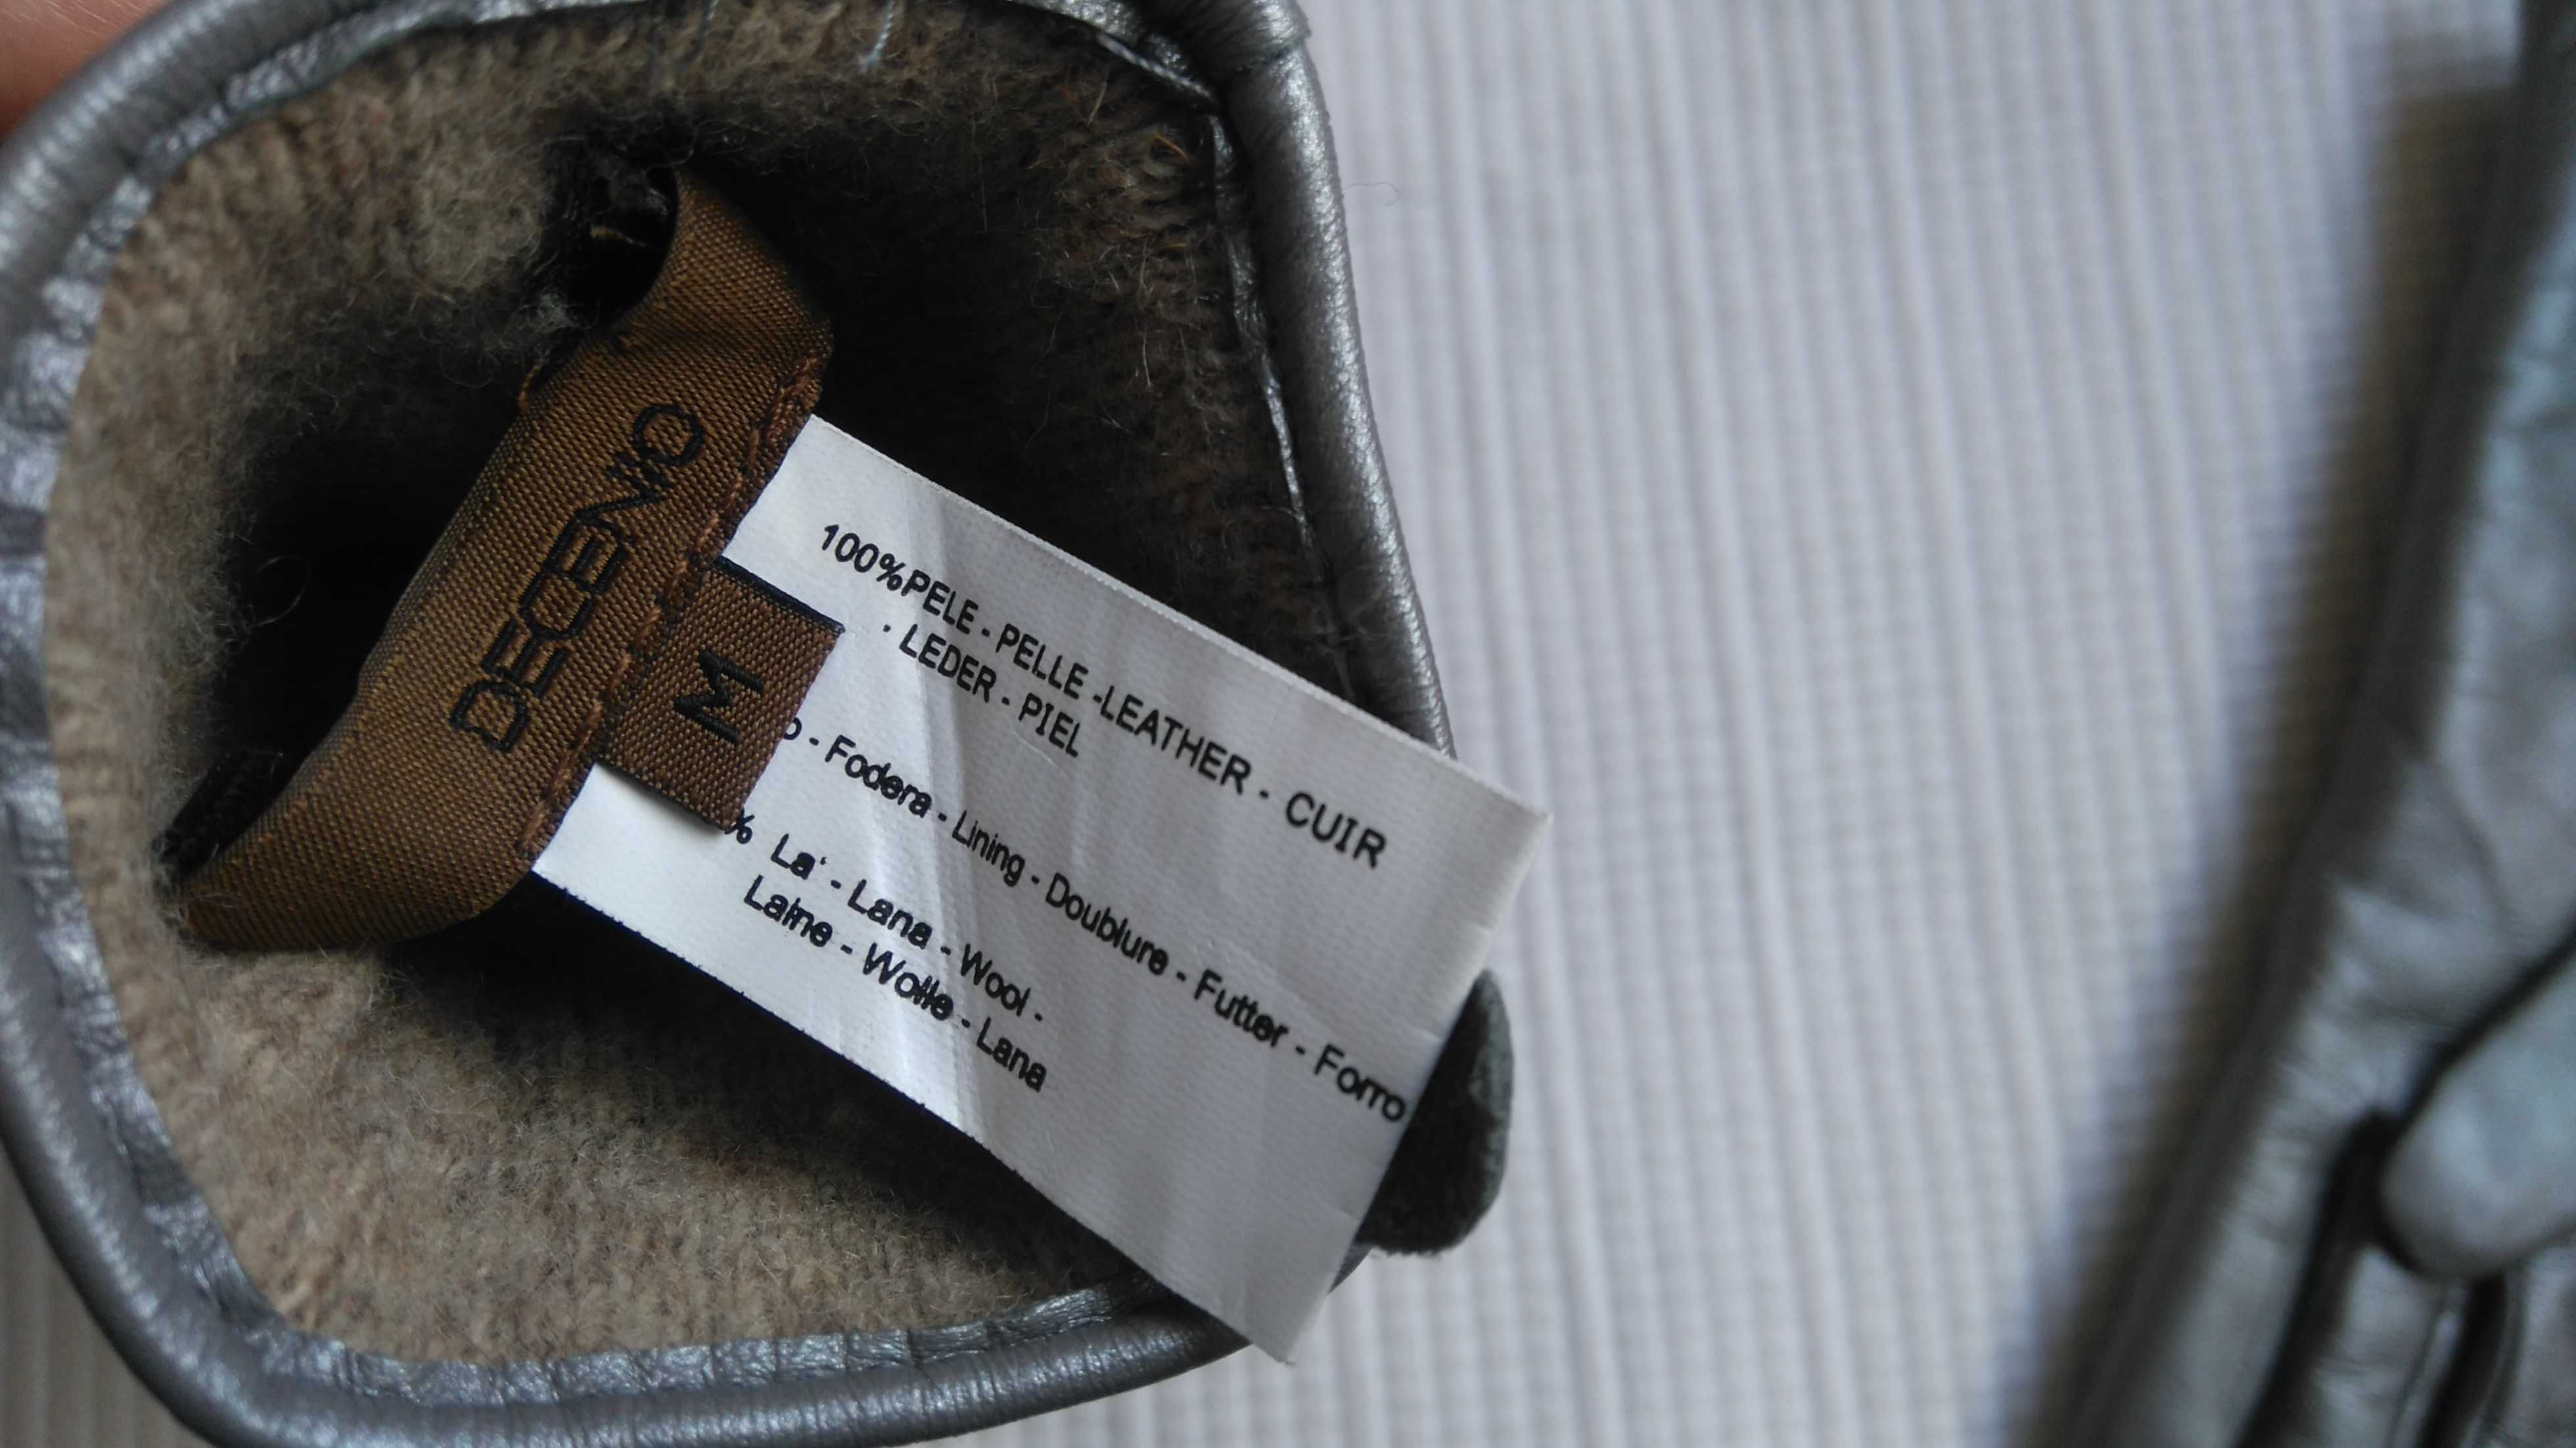 DECENIO
M
100%PELE - PELLE -LEATHER - CUIR
- LEDER - PIEL
o - Fodera - Lining - Doublure - Futter - Forro
% La' - Lana - Wool -
Laine - Wolle - Lana